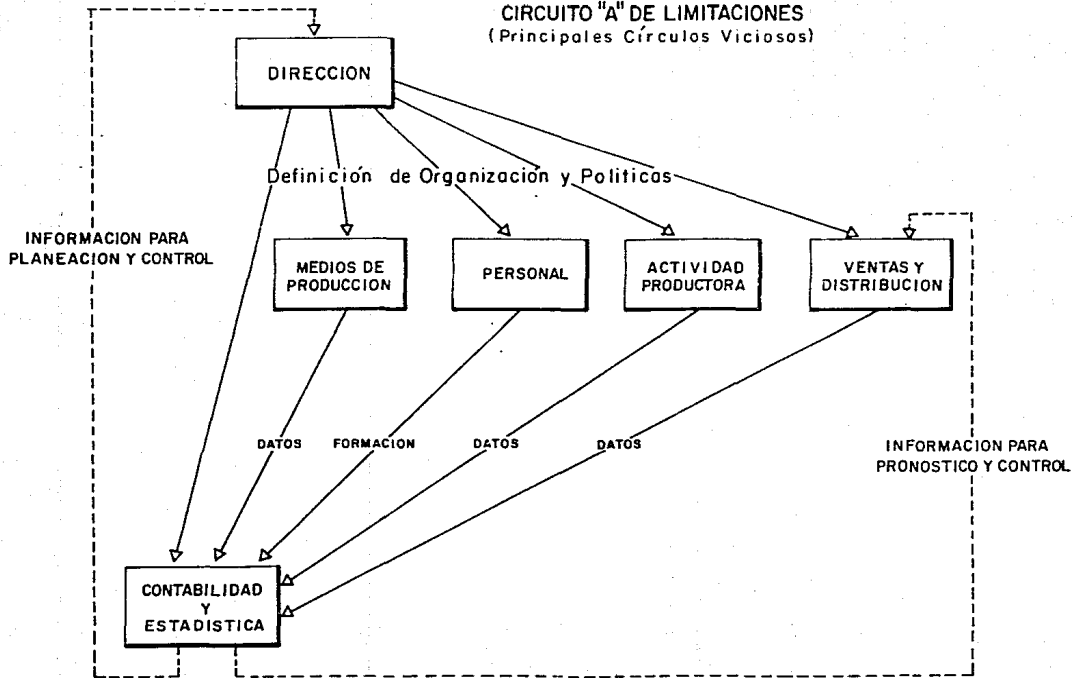 CIRCUITO "A" DE LIMITACIONES
(Principales Círculos Viciosos)
DIRECCION
Definición de Organización y Políticas
INFORMACION PARA
PLANEACION Y CONTROL
MEDIOS DE
PRODUCCION
PERSONAL
ACTIVIDAD
PRODUCTORA
VENTAS Y
DISTRIBUCION
DATOS
FORMACION
DATOS
DATOS
INFORMACION PARA
PRONOSTICO Y CONTROL
CONTABILIDAD
Y
ESTADISTICA